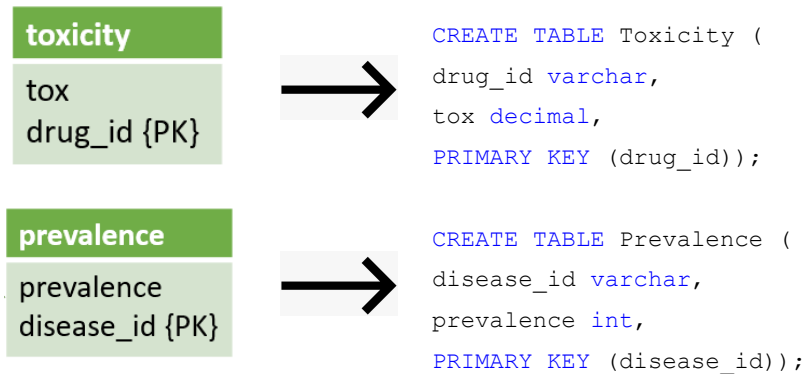 toxicity
tox
drug_id {PK}
CREATE TABLE Toxicity (
drug_id varchar,
tox decimal,
PRIMARY KEY (drug_id));
prevalence
prevalence
disease_id {PK}
CREATE TABLE Prevalence (
disease_id varchar,
prevalence int,
PRIMARY KEY (disease_id));